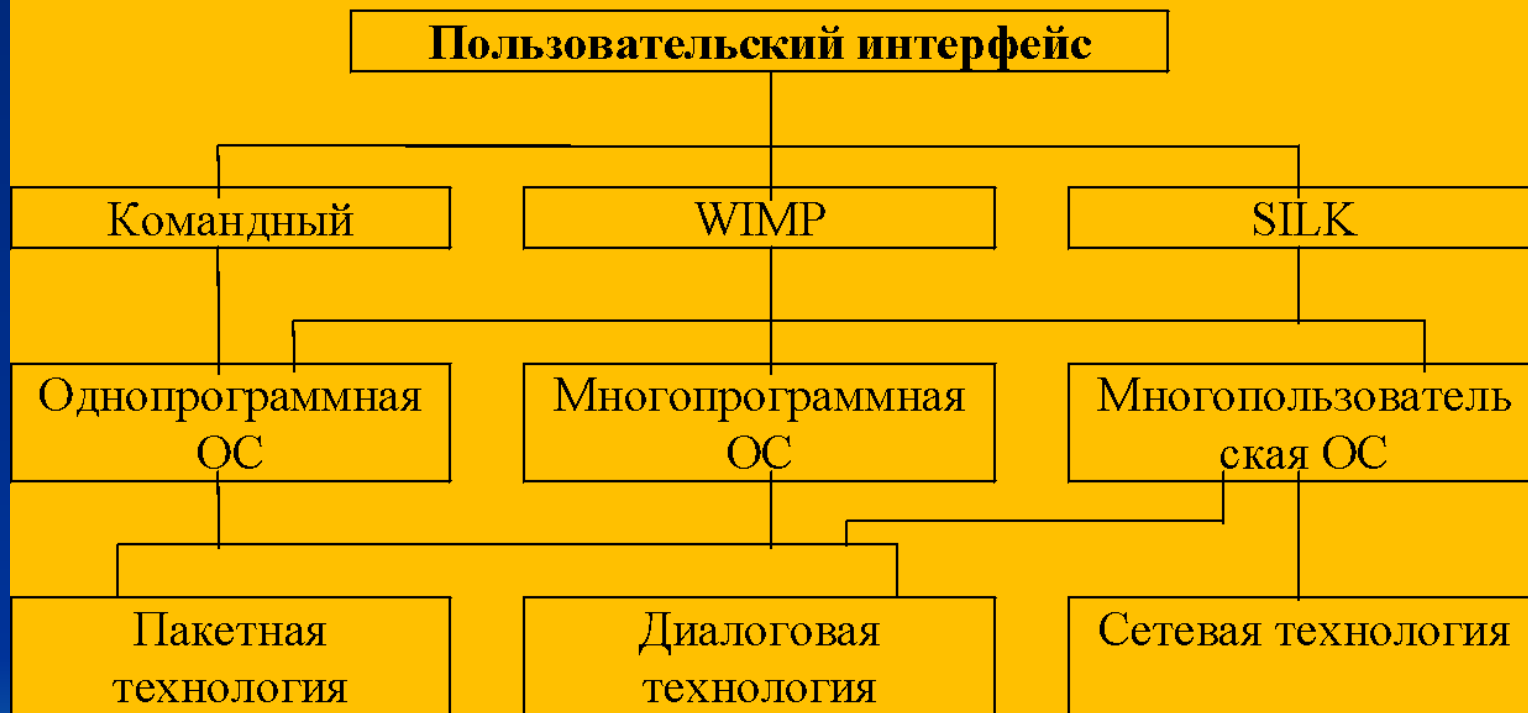 Пользовательский интерфейс
Командный
WIMP
SILK
Однопрограммная
ОС
Многопрограммная
ОС
Многопользователь
ская ОС
Пакетная
технология
Диалоговая
технология
Сетевая технология